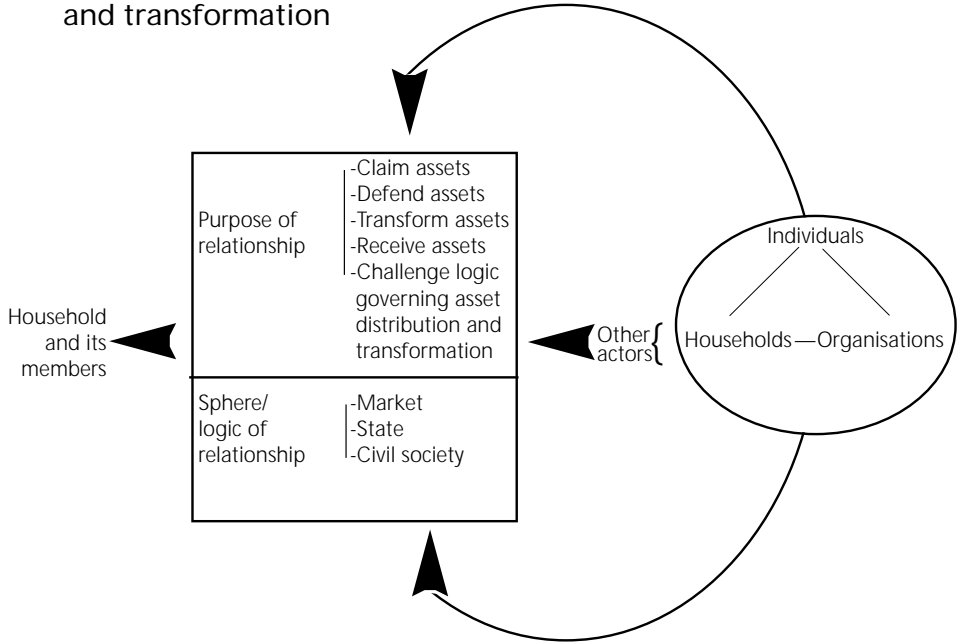 and transformation
Purpose of
relationship
-Claim assets
-Defend assets
-Transform assets
-Receive assets
-Challenge logic
governing asset
distribution and
transformation
Household
and its
members
Other
actors
{
Individuals
Households — Organisations
Sphere/
logic of
relationship
-Market
-State
-Civil society